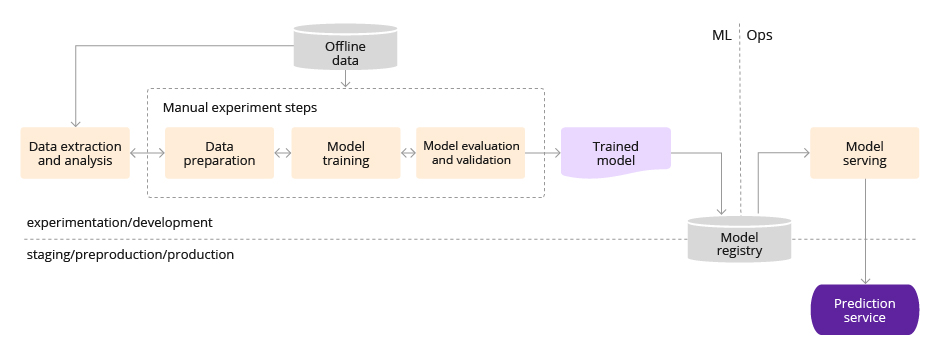 Offline
data
ML
Ops
Manual experiment steps
Data extraction
and analysis
Data
preparation
Model
training
Model evaluation
and validation
Trained
model
Model
serving
experimentation/development
Model
registry
staging/preproduction/production
Prediction
service